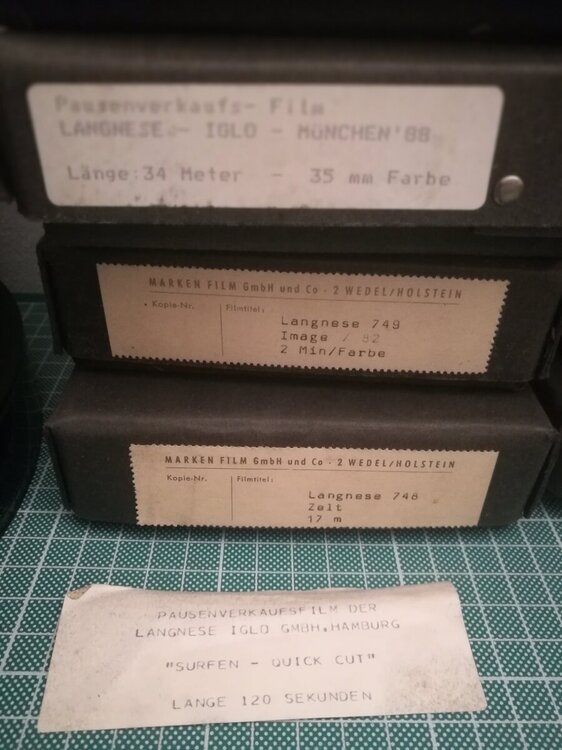 Pausenverkaufs- Film
LANGNESE - IGLO - MÜNCHEN'88
Länge: 34 Meter - 35 mm Farbe
MARKEN FILM GmbH und Co · 2 WEDEL/HOLSTEIN
Kopie-Nr. Filmtitel:
Langnese 749
Image / 82
2 Min/Farbe
MARKEN FILM GmbH und Co · 2 WEDEL/HOLSTEIN
Kopie-Nr. Filmtitel:
Langnese 748
Zelt
17 m
PAUSENVERKAUFSFILM DER
LANGNESE IGLO GMBH.HAMBURG
"SURFEN - QUICK CUT"
LANGE 120 SEKUNDEN